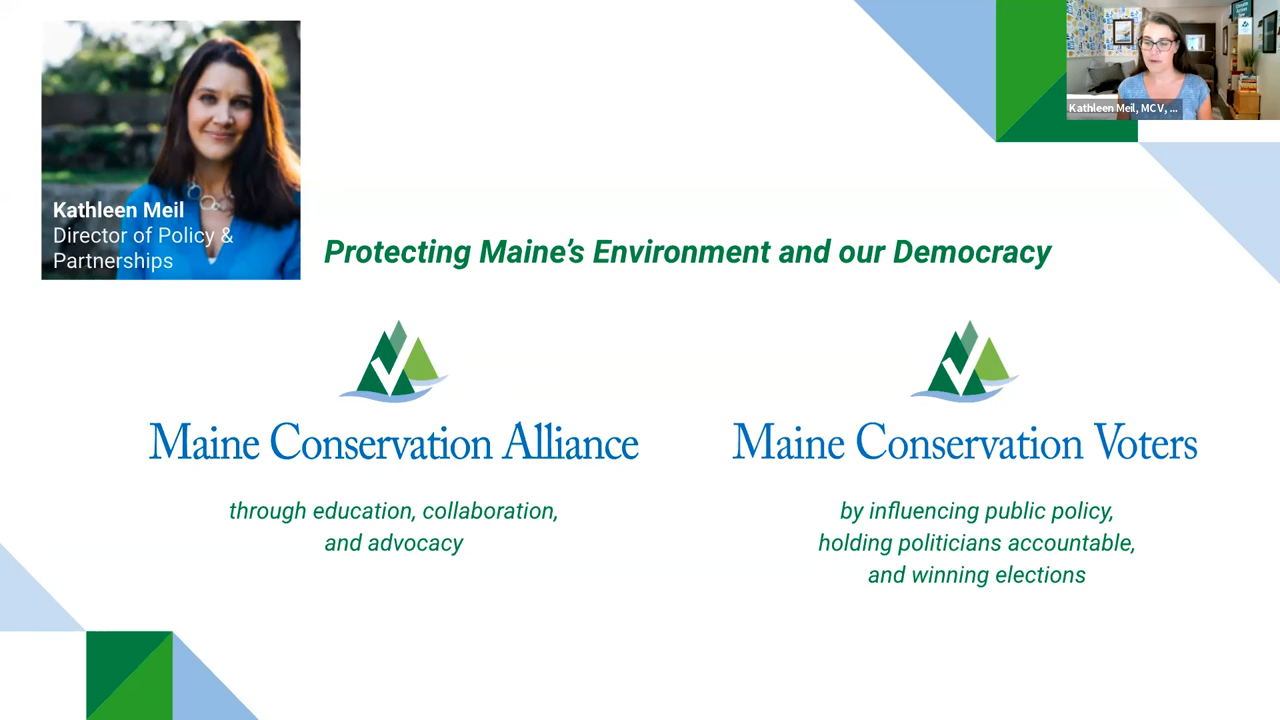 Kathleen Meil
Director of Policy &
Partnerships
Kathleen Meil, MCV, ...
Protecting Maine's Environment and our Democracy
Maine Conservation Alliance
through education, collaboration,
and advocacy
Maine Conservation Voters
by influencing public policy,
holding politicians accountable,
and winning elections